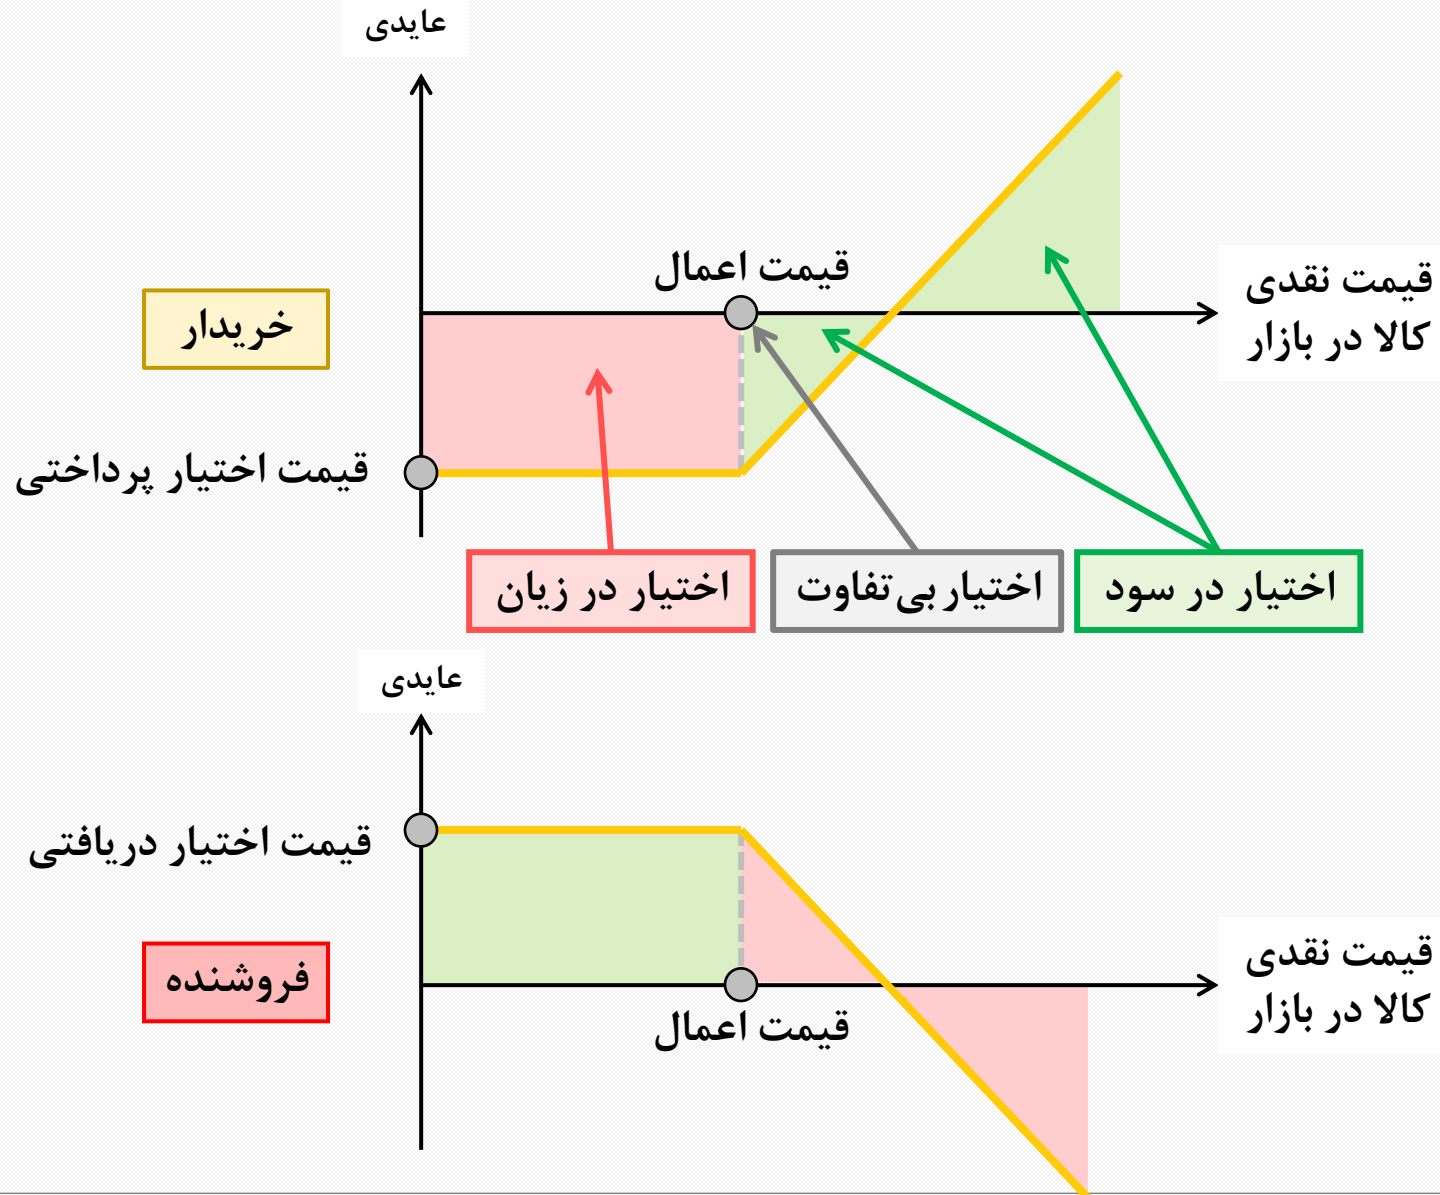 عایدی
قیمت اعمال
قیمت نقدی
کالا در بازار
خریدار
قیمت اختیار پرداختی
اختیار در سود
اختیار بی‌تفاوت
اختیار در زیان
عایدی
قیمت اختیار دریافتی
قیمت نقدی
کالا در بازار
فروشنده
قیمت اعمال